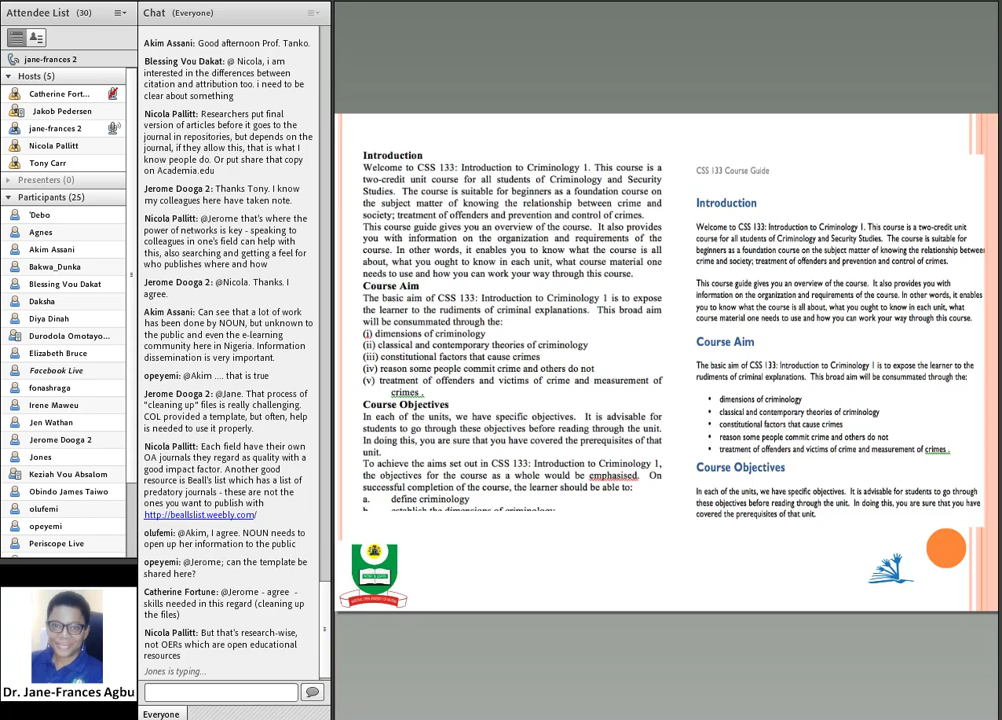 Attendee List (30)
jane-frances 2
Hosts (5)
Catherine Fort...
Jakob Pedersen
jane-frances 2
Nicola Pallitt
Tony Carr
Presenters (0)
Participants (25)
'Debo
Agnes
Akim Assani
Bakwa_Dunka
Blessing Vou Dakat
Daksha
Diya Dinah
Durodola Omotayo...
Elizabeth Bruce
Facebook Live
fonashraga
Irene Maweu
Jen Wathan
Jerome Dooga 2
Jones
Keziah Vou Absalom
Obindo James Taiwo
olufemi
opeyemi
Periscope Live
Dr. Jane-Frances Agbu
Chat (Everyone)
Akim Assani: Good afternoon Prof. Tanko.
Blessing Vou Dakat: @ Nicola, i am
interested in the differences between
citation and attribution too. i need to be
clear about something
Nicola Pallitt: Researchers put final
version of articles before it goes to the
journal in repositories, but depends on the
journal, if they allow this, that is what I
know people do. Or put share that copy
on Academia.edu
Jerome Dooga 2: Thanks Tony. I know
my colleagues here have taken note.
Nicola Pallitt: @Jerome that's where the
power of networks is key - speaking to
colleagues in one's field can help with
this, also searching and getting a feel for
who publishes where and how
Jerome Dooga 2: @Nicola. Thanks. I
agree.
Akim Assani: Can see that a lot of work
has been done by NOUN, but unknown to
the public and even the e-learning
community here in Nigeria. Information
dissemination is very important.
opeyemi: @Akim .... that is true
Jerome Dooga 2: @Jane. That process of
"cleaning up" files is really challenging.
COL provided a template, but often, help
is needed to use it properly.
Nicola Pallitt: Each field have their own
OA journals they regard as quality with a
good impact factor. Another good
resource is Beall's list which has a list of
predatory journals - these are not the
ones you want to publish with
http://beallslist.weebly.com/
olufemi: @Akim, I agree. NOUN needs to
open up her information to the public
opeyemi: @Jerome; can the template be
shared here?
Catherine Fortune: @Jerome - agree -
skills needed in this regard (cleaning up
the files)
Nicola Pallitt: But that's research-wise,
not OERs which are open educational
resources
Jones is typing...
Everyone
Introduction
Welcome to CSS 133: Introduction to Criminology 1. This course is a
two-credit unit course for all students of Criminology and Security
Studies. The course is suitable for beginners as a foundation course on
the subject matter of knowing the relationship between crime and
society; treatment of offenders and prevention and control of crimes.
This course guide gives you an overview of the course. It also provides
you with information on the organization and requirements of the
course. In other words, it enables you to know what the course is all
about, what you ought to know in each unit, what course material one
needs to use and how you can work your way through this course.
Course Aim
The basic aim of CSS 133: Introduction to Criminology 1 is to expose
the learner to the rudiments of criminal explanations. This broad aim
will be consummated through the:
(i) dimensions of criminology
(ii) classical and contemporary theories of criminology
(iii) constitutional factors that cause crimes
(iv) reason some people commit crime and others do not
(v) treatment of offenders and victims of crime and measurement of
crimes .
Course Objectives
In each of the units, we have specific objectives. It is advisable for
students to go through these objectives before reading through the unit.
In doing this, you are sure that you have covered the prerequisites of that
unit.
To achieve the aims set out in CSS 133: Introduction to Criminology 1,
the objectives for the course as a whole would be emphasised. On
successful completion of the course, the learner should be able to:
a. define criminology
b. establish the dimensions of criminology
CSS 133 Course Guide
Introduction
Welcome to CSS 133: Introduction to Criminology 1. This course is a two-credit unit
course for all students of Criminology and Security Studies. The course is suitable for
beginners as a foundation course on the subject matter of knowing the relationship between
crime and society; treatment of offenders and prevention and control of crimes.
This course guide gives you an overview of the course. It also provides you with
information on the organization and requirements of the course. In other words, it enables
you to know what the course is all about, what you ought to know in each unit, what
course material one needs to use and how you can work your way through this course.
Course Aim
The basic aim of CSS 133: Introduction to Criminology 1 is to expose the learner to the
rudiments of criminal explanations. This broad aim will be consummated through the:
• dimensions of criminology
• classical and contemporary theories of criminology
• constitutional factors that cause crimes
• reason some people commit crime and others do not
• treatment of offenders and victims of crime and measurement of crimes .
Course Objectives
In each of the units, we have specific objectives. It is advisable for students to go through
these objectives before reading through the unit. In doing this, you are sure that you have
covered the prerequisites of that unit.